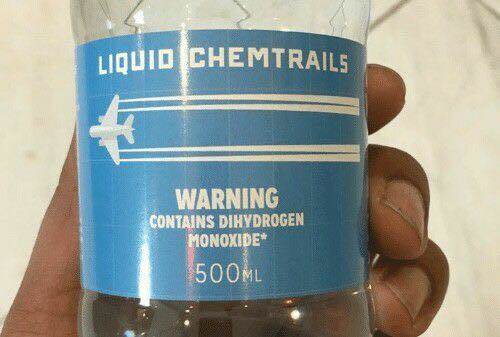 LIQUID CHEMTRAILS
WARNING
CONTAINS DIHYDROGEN
MONOXIDE*
500ML